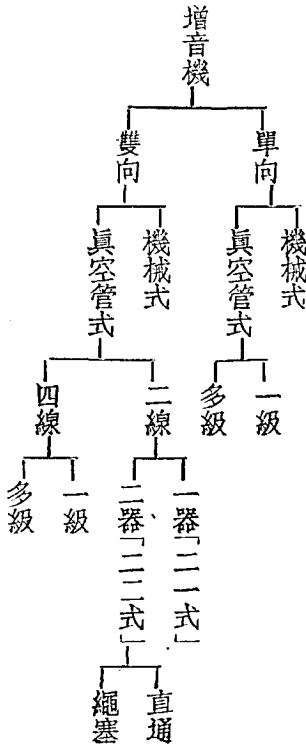 增音機
單向
機械式
眞空管式
一級
多級
雙向
機械式
眞空管式
二線
一器「二一式」
二器「二二式」
直通
繩塞
四線
一級
多級